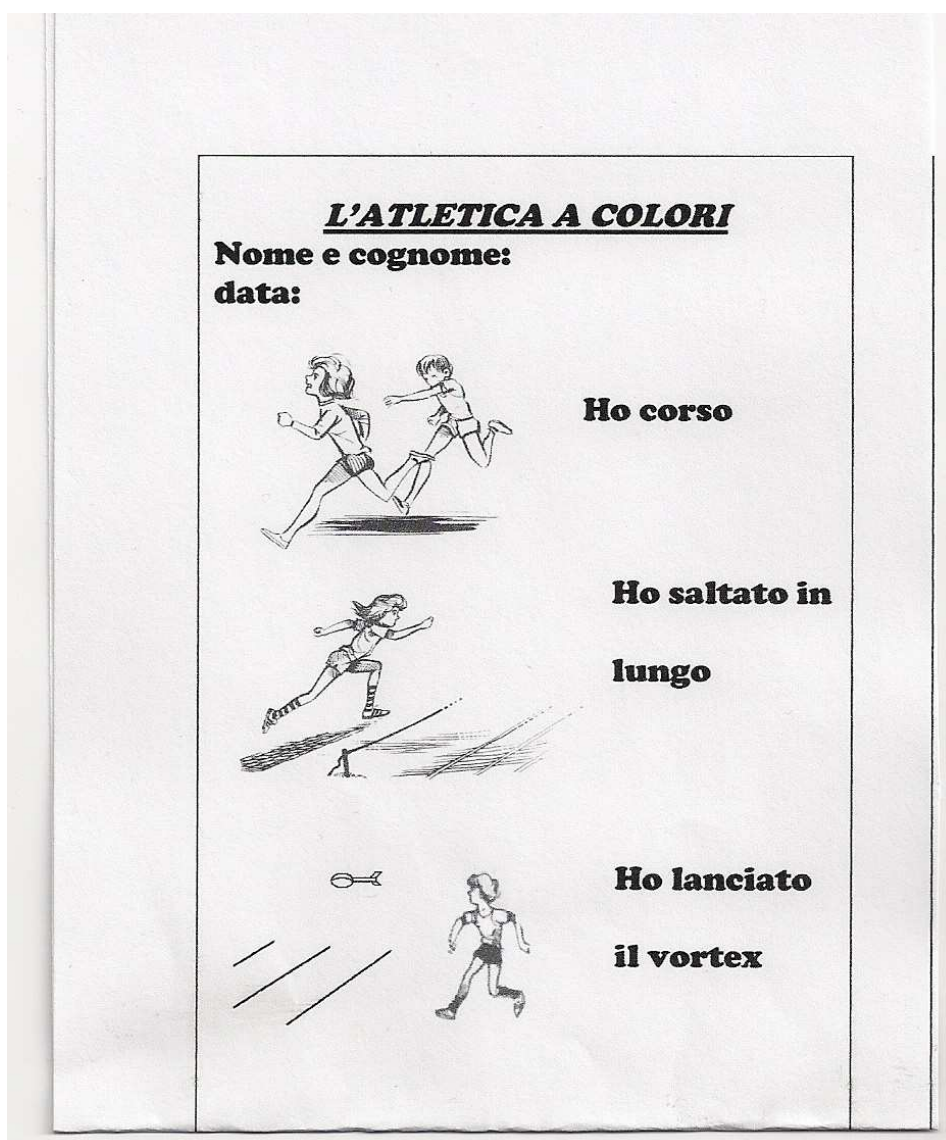 L'ATLETICA A COLORI
Nome e cognome:
data:
Ho corso
Ho saltato in
lungo
Ho lanciato
il vortex